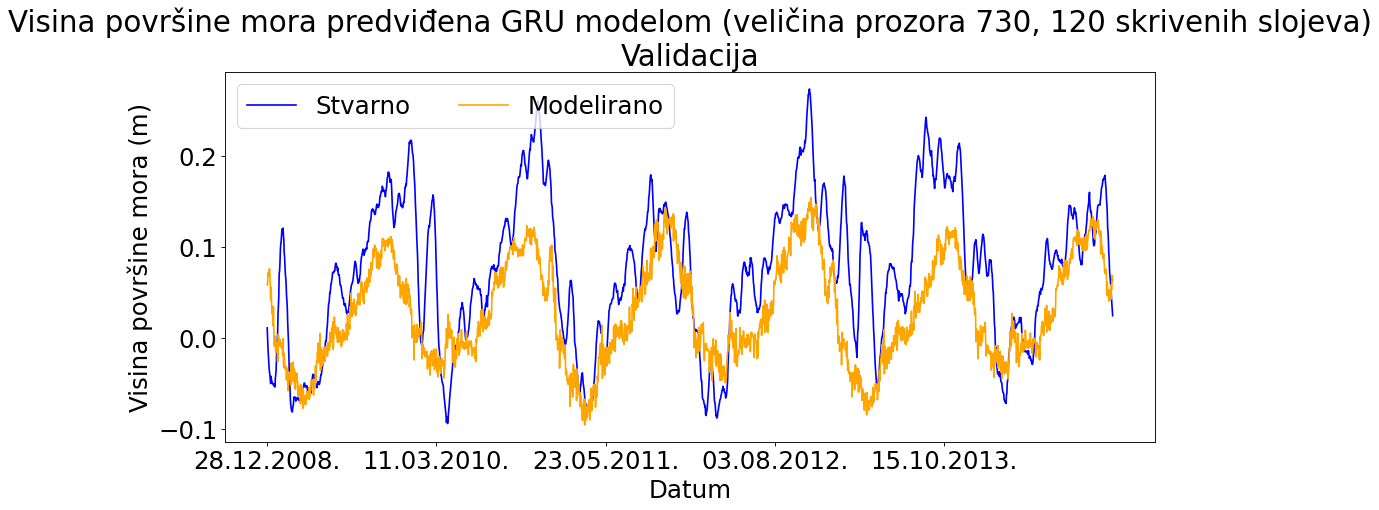 Visina površine mora predviđena GRU modelom (veličina prozora 730, 120 skrivenih slojeva)
Validacija
Stvarno
Modelirano
Visina površine mora (m)
0.2
0.1
0.0
−0.1
28.12.2008.
11.03.2010.
23.05.2011.
03.08.2012.
15.10.2013.
Datum